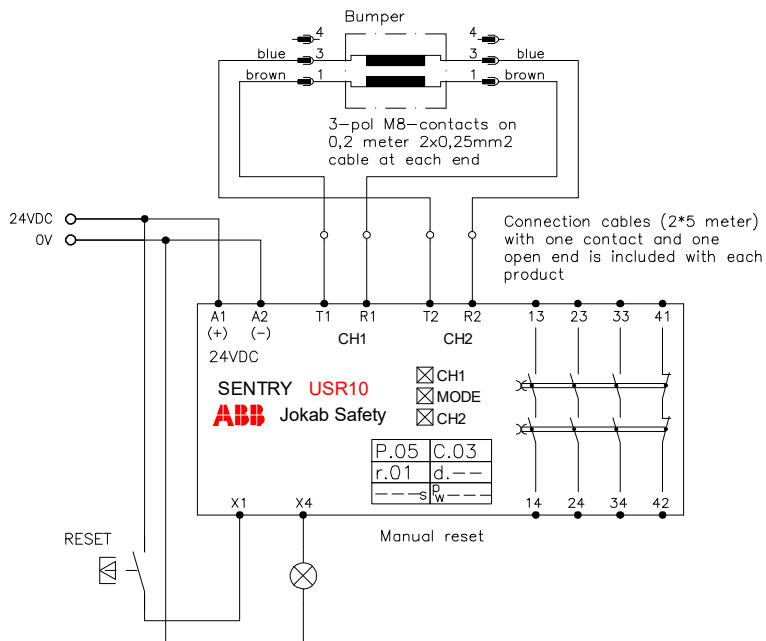 Bumper
4
4
blue
3
3
blue
brown
1
1
brown
3-pol M8-contacts on
0,2 meter 2x0,25mm2
cable at each end
24VDC
0V
Connection cables (2*5 meter)
with one contact and one
open end is included with each
product
A1 A2 T1 R1 T2 R2 13 23 33 41
(+) (-)
CH1 CH2
24VDC
SENTRY USR10
ABB Jokab Safety
CH1
MODE
CH2
P.05 C.03
r.01 d.--
---s Pw----
X1 X4
14 24 34 42
RESET
Manual reset